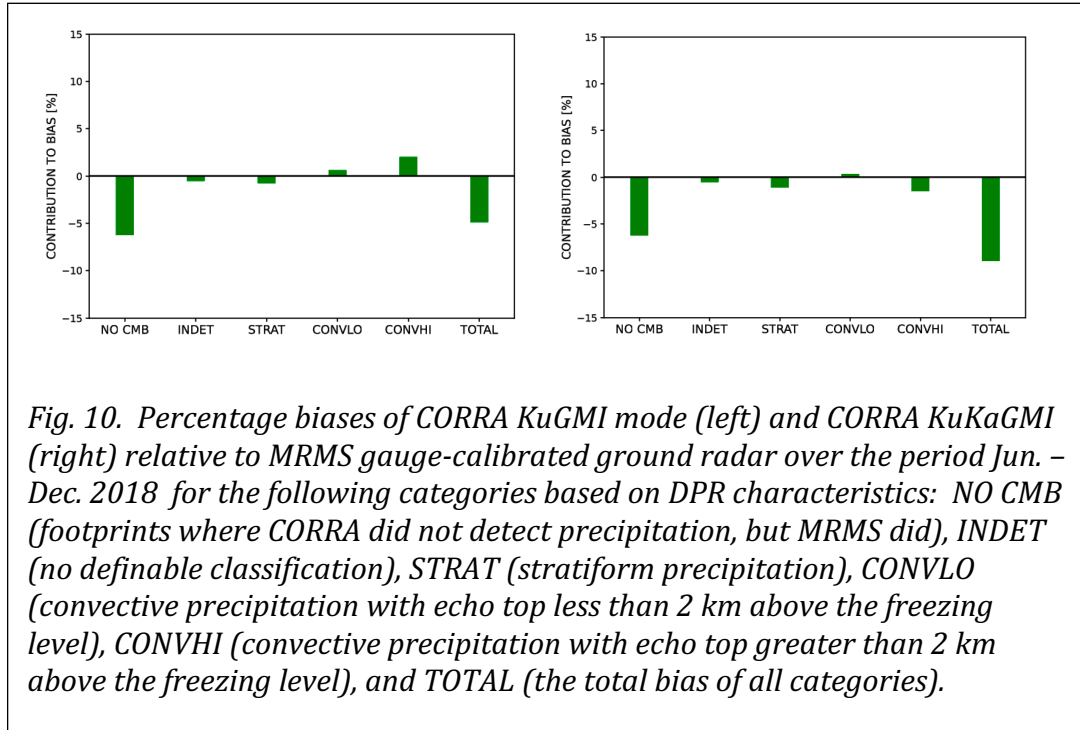 15
10
5
0
−5
−10
−15
CONTRIBUTION TO BIAS [%]
NO CMB INDET STRAT CONVLO CONVHI TOTAL
15
10
5
0
−5
−10
−15
CONTRIBUTION TO BIAS [%]
NO CMB INDET STRAT CONVLO CONVHI TOTAL
Fig. 10. Percentage biases of CORRA KuGMI mode (left) and CORRA KuKaGMI
(right) relative to MRMS gauge-calibrated ground radar over the period Jun. –
Dec. 2018 for the following categories based on DPR characteristics: NO CMB
(footprints where CORRA did not detect precipitation, but MRMS did), INDET
(no definable classification), STRAT (stratiform precipitation), CONVLO
(convective precipitation with echo top less than 2 km above the freezing
level), CONVHI (convective precipitation with echo top greater than 2 km
above the freezing level), and TOTAL (the total bias of all categories).